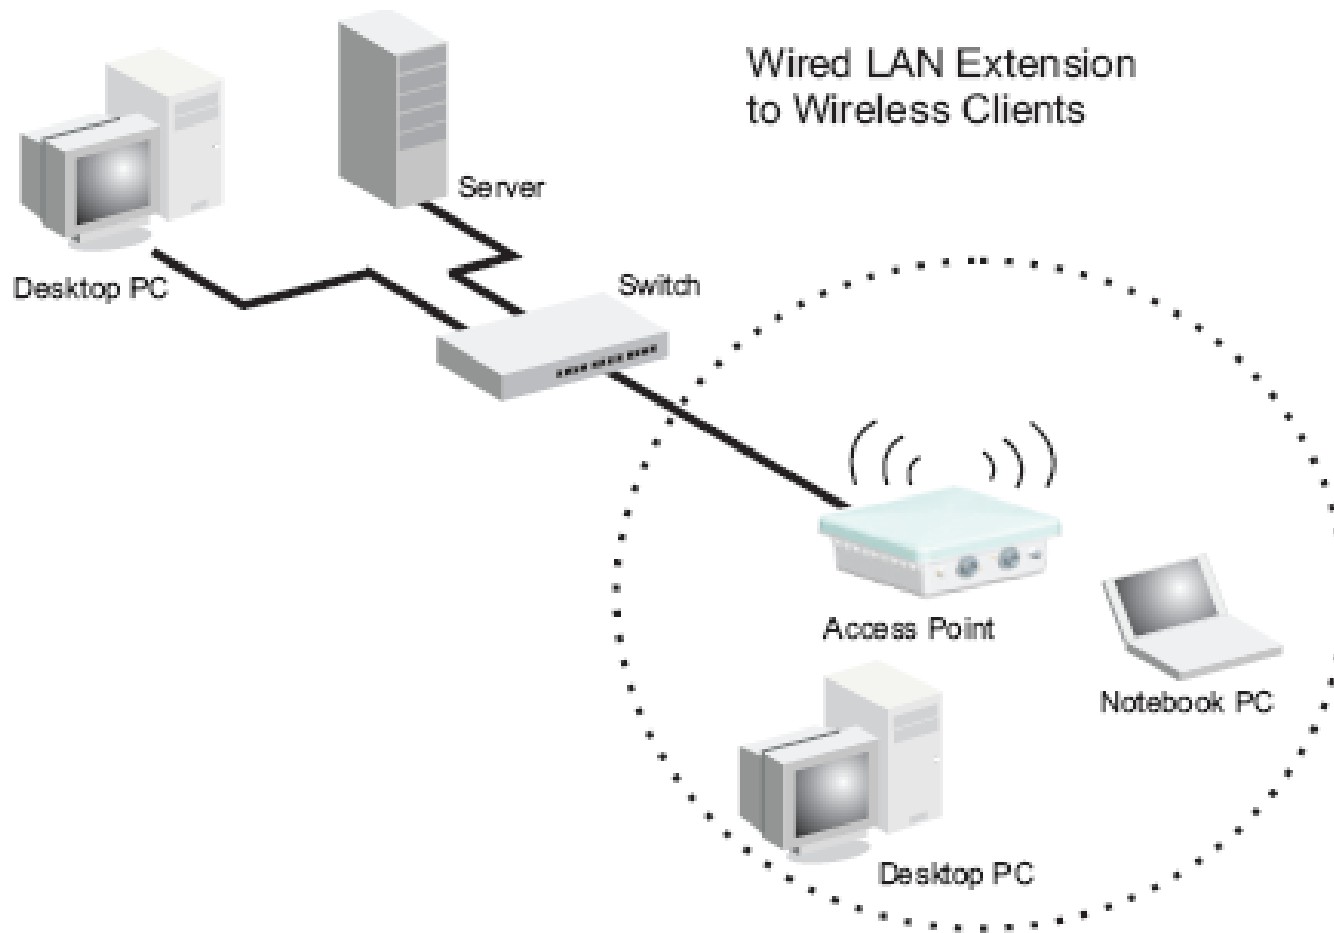 Wired LAN Extension
to Wireless Clients
Server
Desktop PC
Switch
Access Point
Notebook PC
Desktop PC